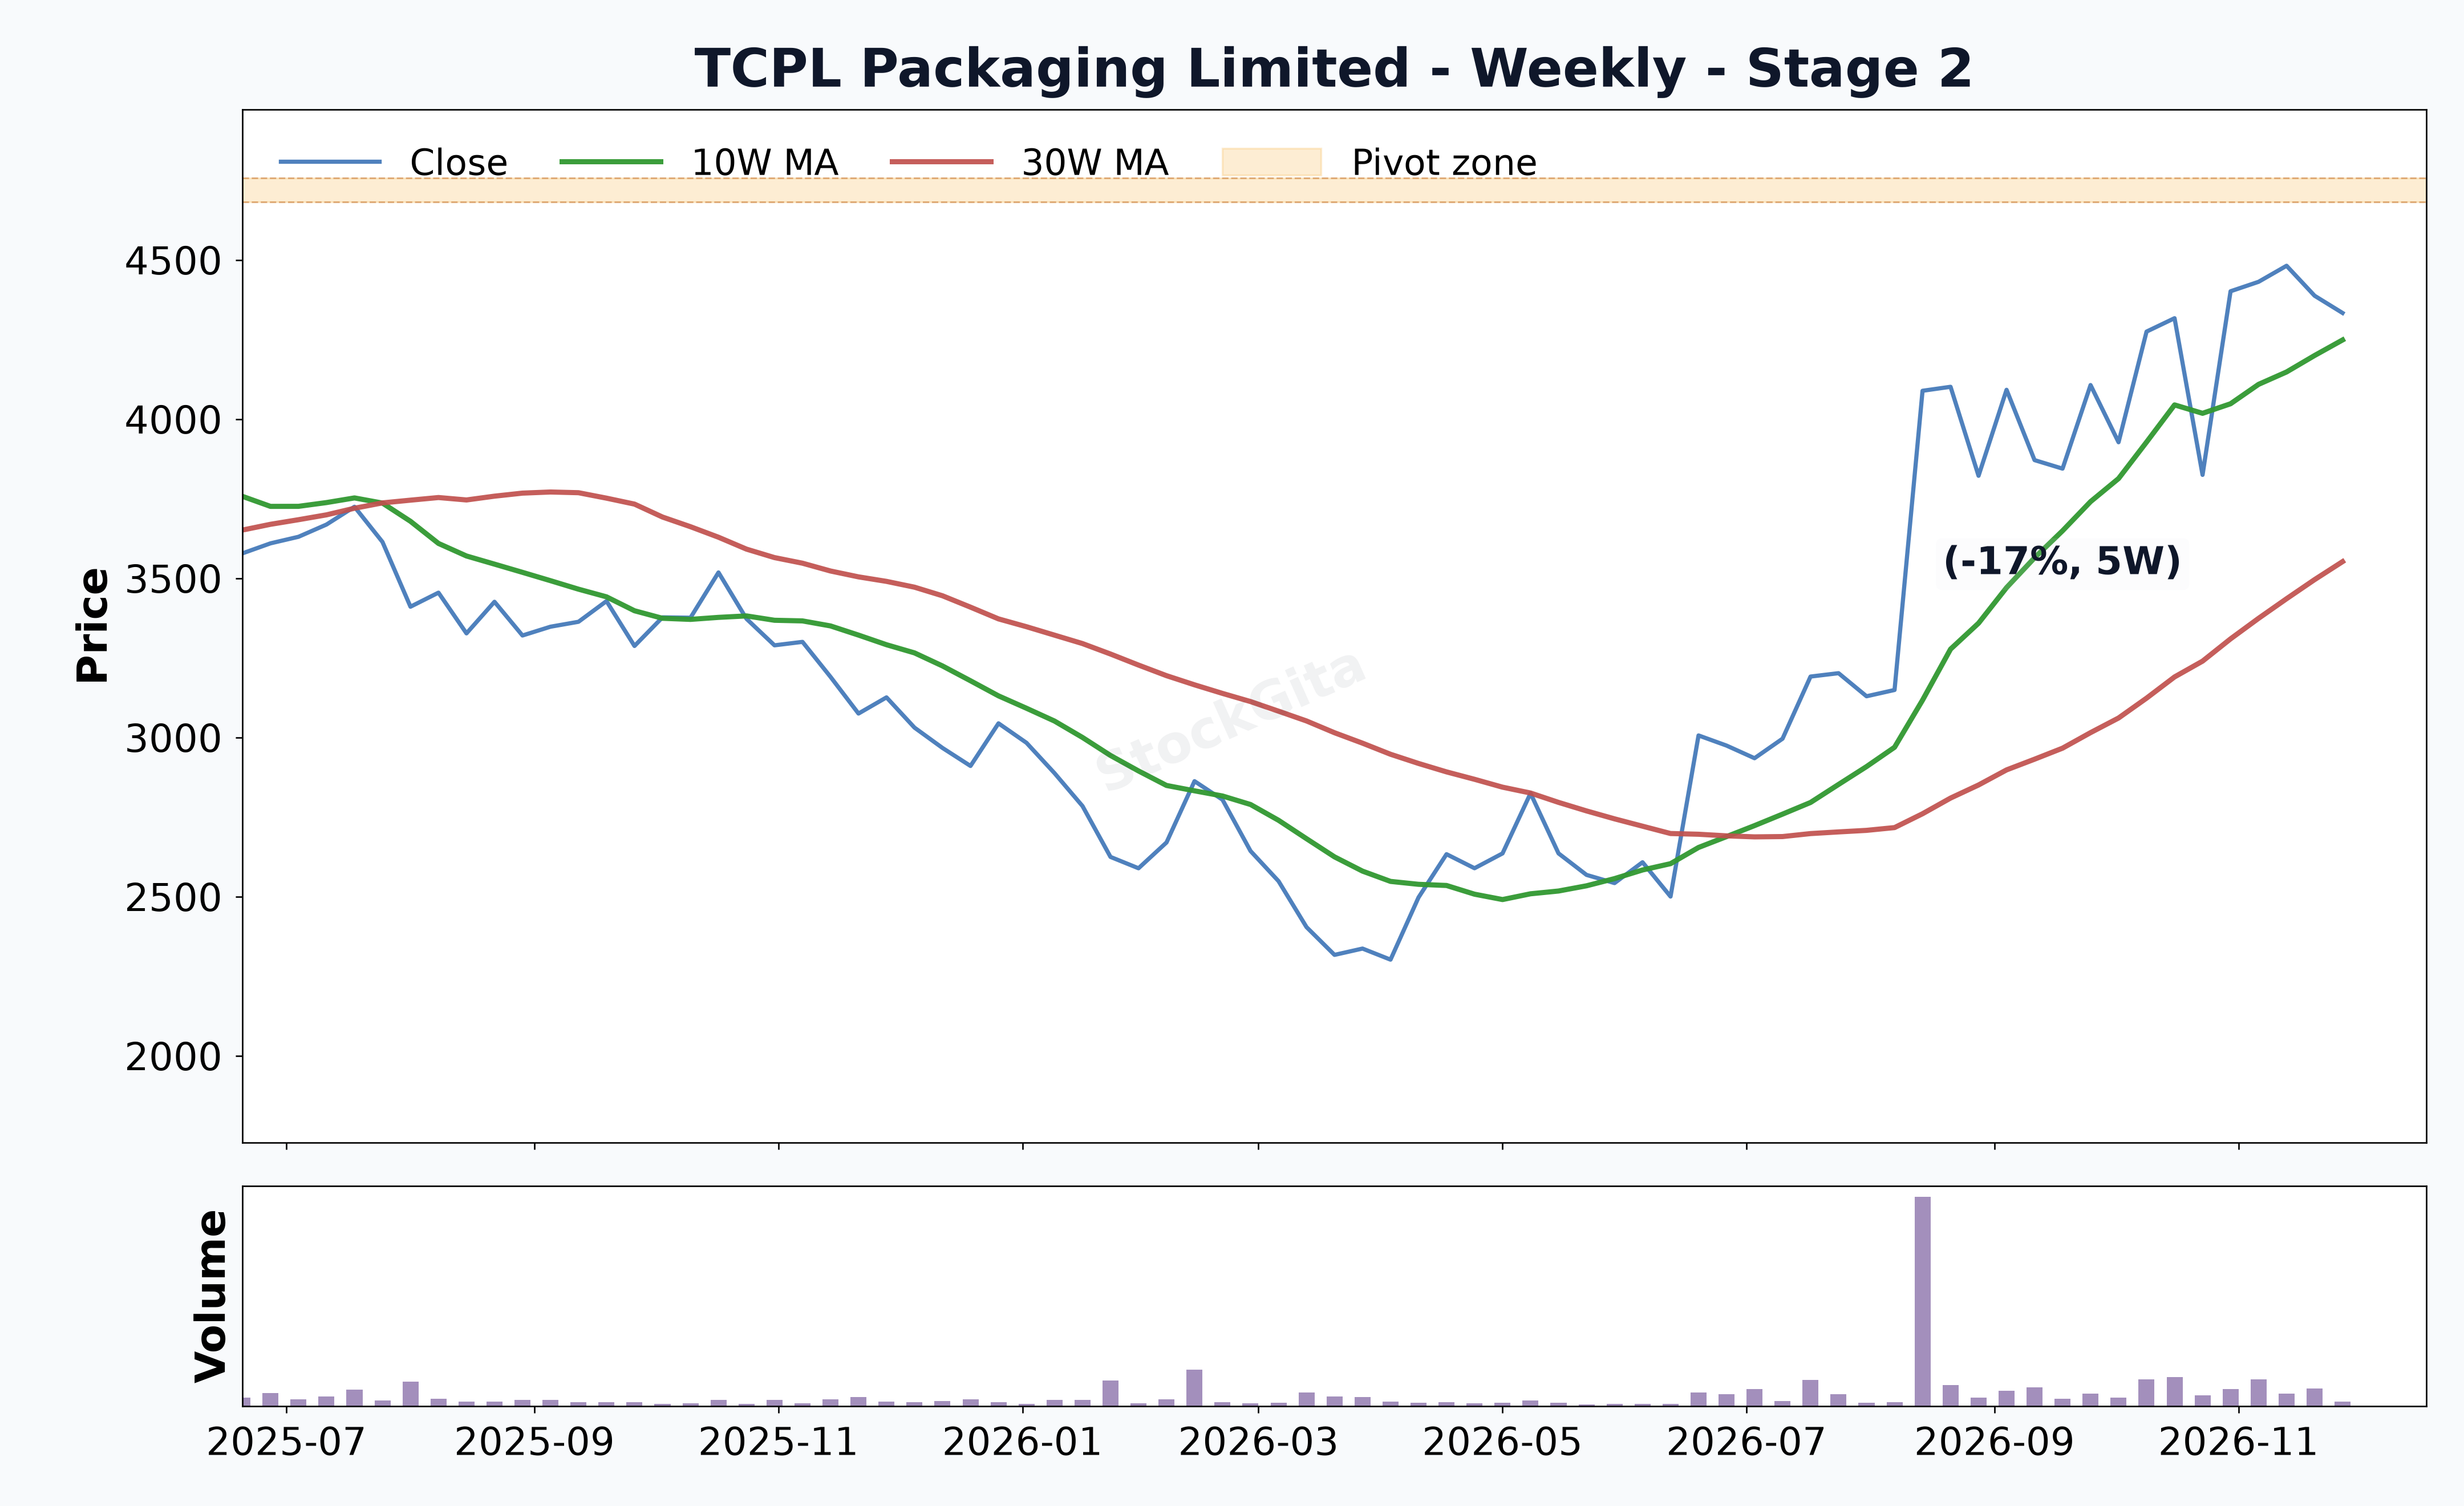 TCPL Packaging Limited - Weekly - Stage 2
Close 10W MA 30W MA Pivot zone
4500
4000
3500
3000
2500
2000
Price
(-17%, 5W)
StockGita
Volume
2025-07 2025-09 2025-11 2026-01 2026-03 2026-05 2026-07 2026-09 2026-11